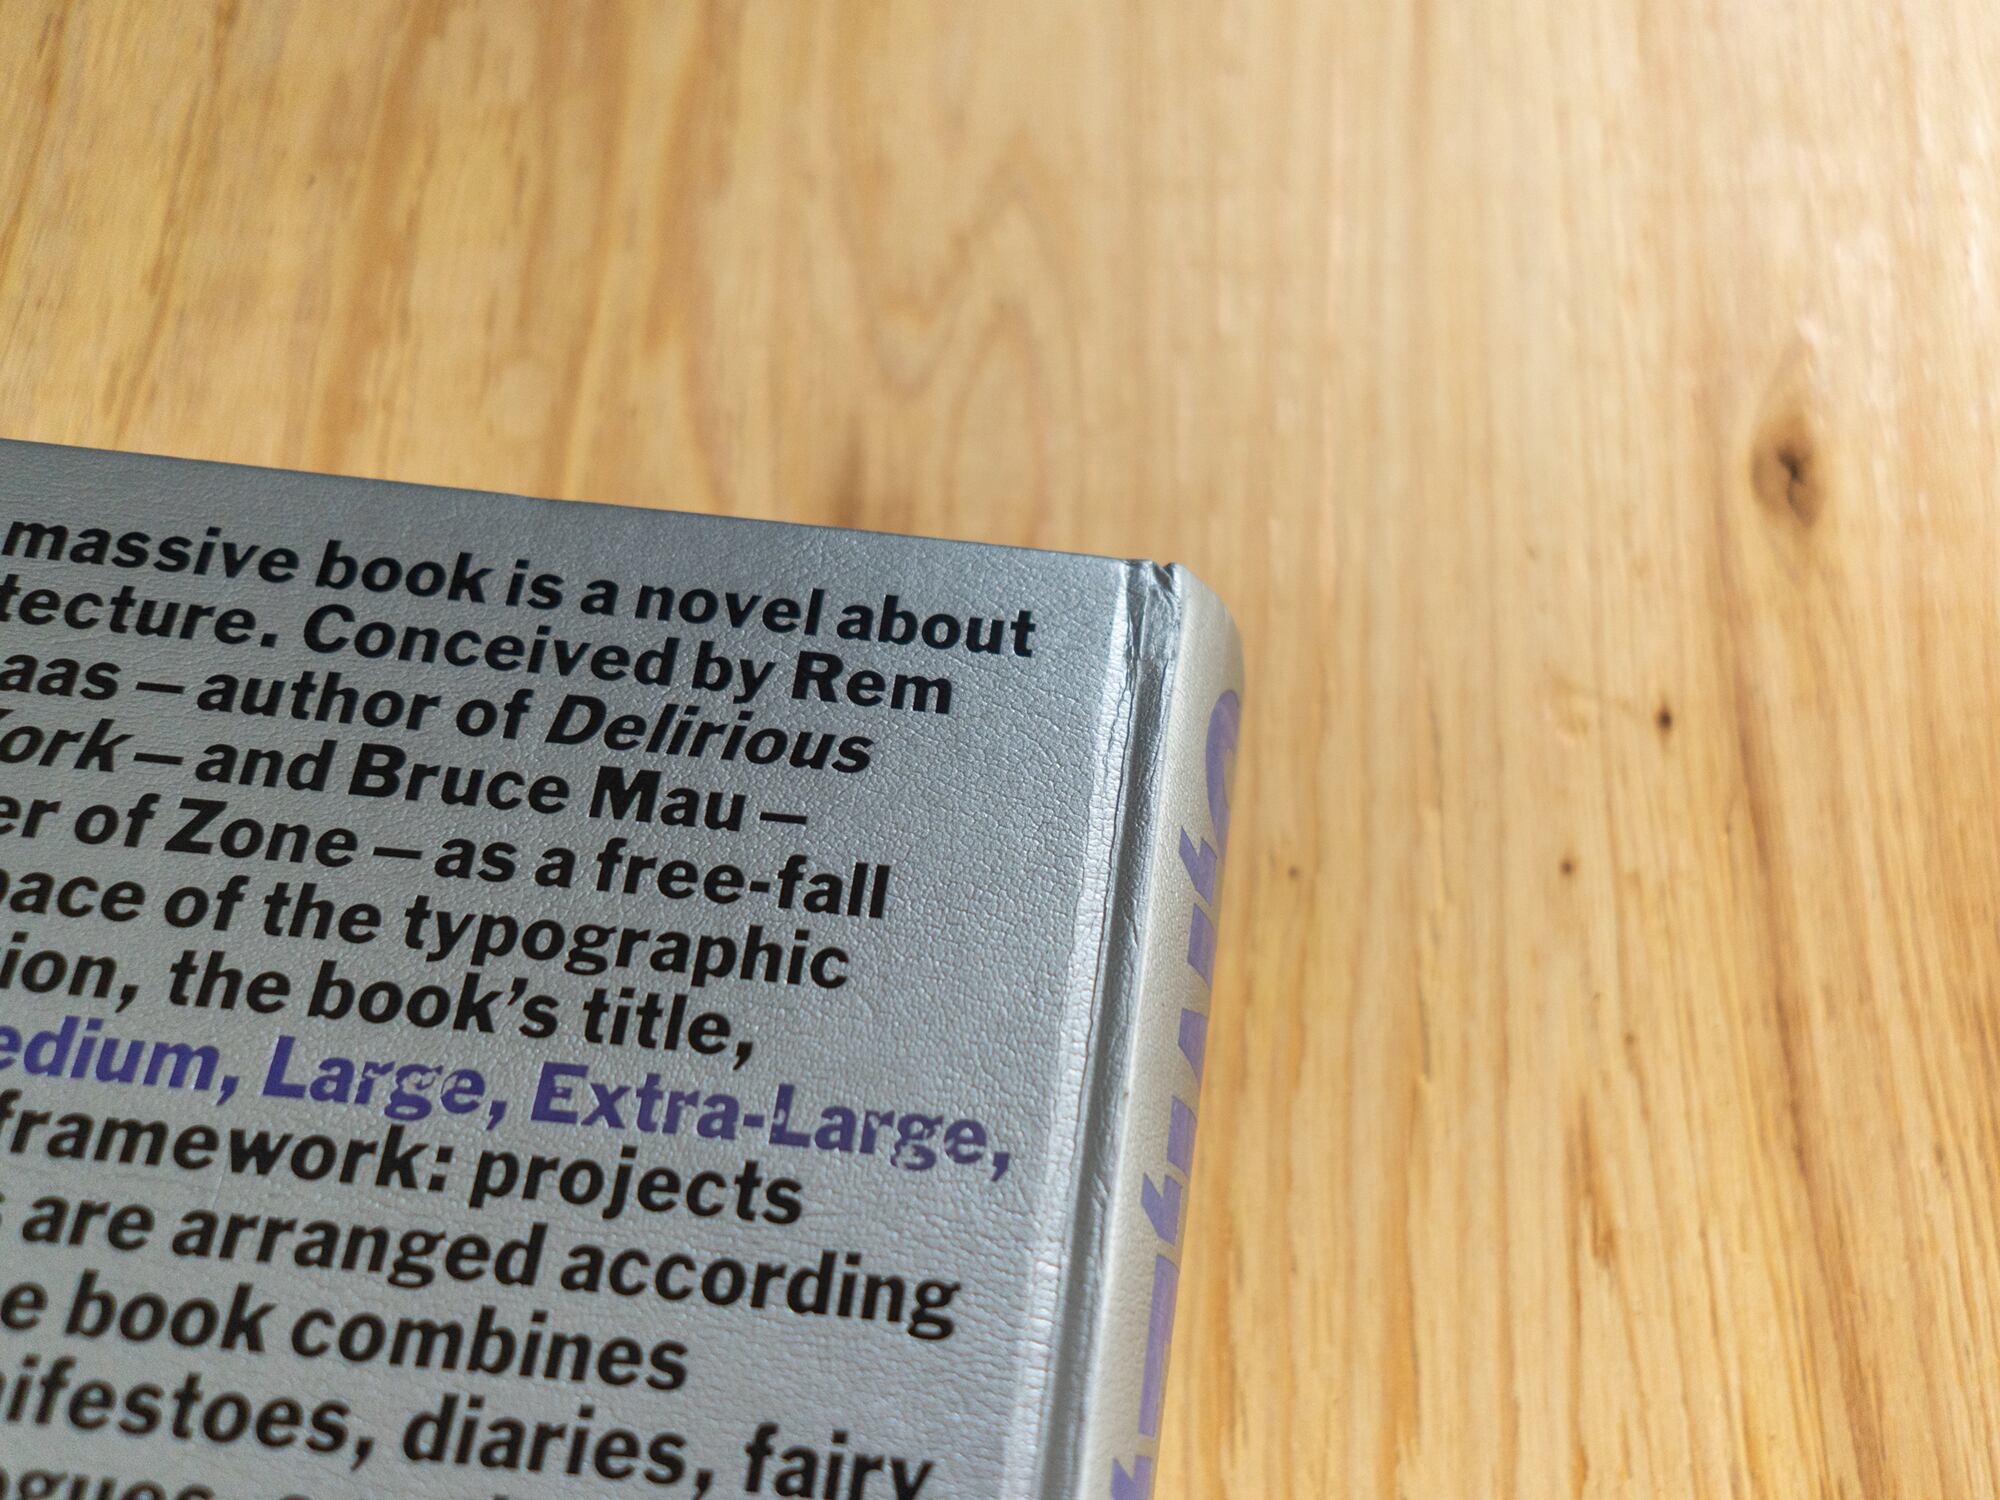 massive book is a novel about
tecture. Conceived by Rem
aas — author of Delirious
ork — and Bruce Mau —
er of Zone — as a free-fall
pace of the typographic
ion, the book's title,
edium, Large, Extra-Large,
framework: projects
s are arranged according
e book combines
nifestoes, diaries, fairy